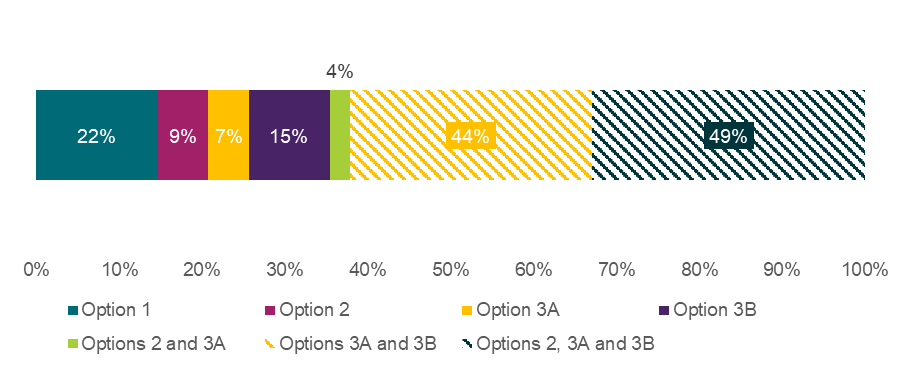 4%
22% 9% 7% 15% 44% 49%
0% 10% 20% 30% 40% 50% 60% 70% 80% 90% 100%
Option 1 Option 2 Option 3A Option 3B
Options 2 and 3A Options 3A and 3B Options 2, 3A and 3B